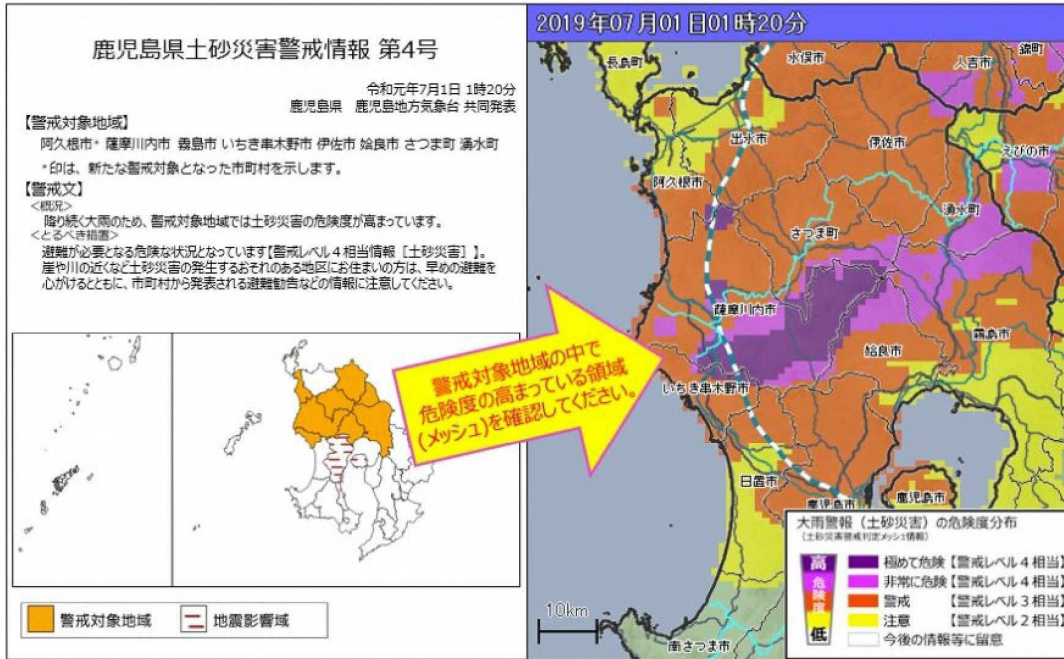 鹿児島県土砂災害警戒情報 第4号
令和元年7月1日 1時20分
鹿児島県 鹿児島地方気象台 共同発表
【警戒対象地域】
阿久根市* 薩摩川内市 霧島市 いちき串木野市 伊佐市 姶良市 さつま町 湧水町
*印は、新たな警戒対象となった市町村を示します。
【警戒文】
<概況>
降り続く大雨のため、警戒対象地域では土砂災害の危険度が高まっています。
<とるべき措置>
避難が必要となる危険な状況となっています【警戒レベル4相当情報［土砂災害］】。
崖や川の近くなど土砂災害の発生するおそれのある地区にお住まいの方は、早めの避難を
心がけるとともに、市町村から発表される避難勧告などの情報に注意してください。
警戒対象地域
地震影響域
警戒対象地域の中で
危険度の高まっている領域
(メッシュ)を確認してください。
2019年07月01日01時20分
長島町
水俣市
人吉市
錦町
出水市
伊佐市
えびの市
阿久根市
湧水町
さつま町
薩摩川内市
霧島市
姶良市
いちき串木野市
日置市
鹿児島市
鹿児島市
南さつま市
10km
大雨警報（土砂災害）の危険度分布
（土砂災害警戒判定メッシュ情報）
高
危険度
低
極めて危険【警戒レベル4相当】
非常に危険【警戒レベル4相当】
警戒 【警戒レベル3相当】
注意 【警戒レベル2相当】
今後の情報等に留意